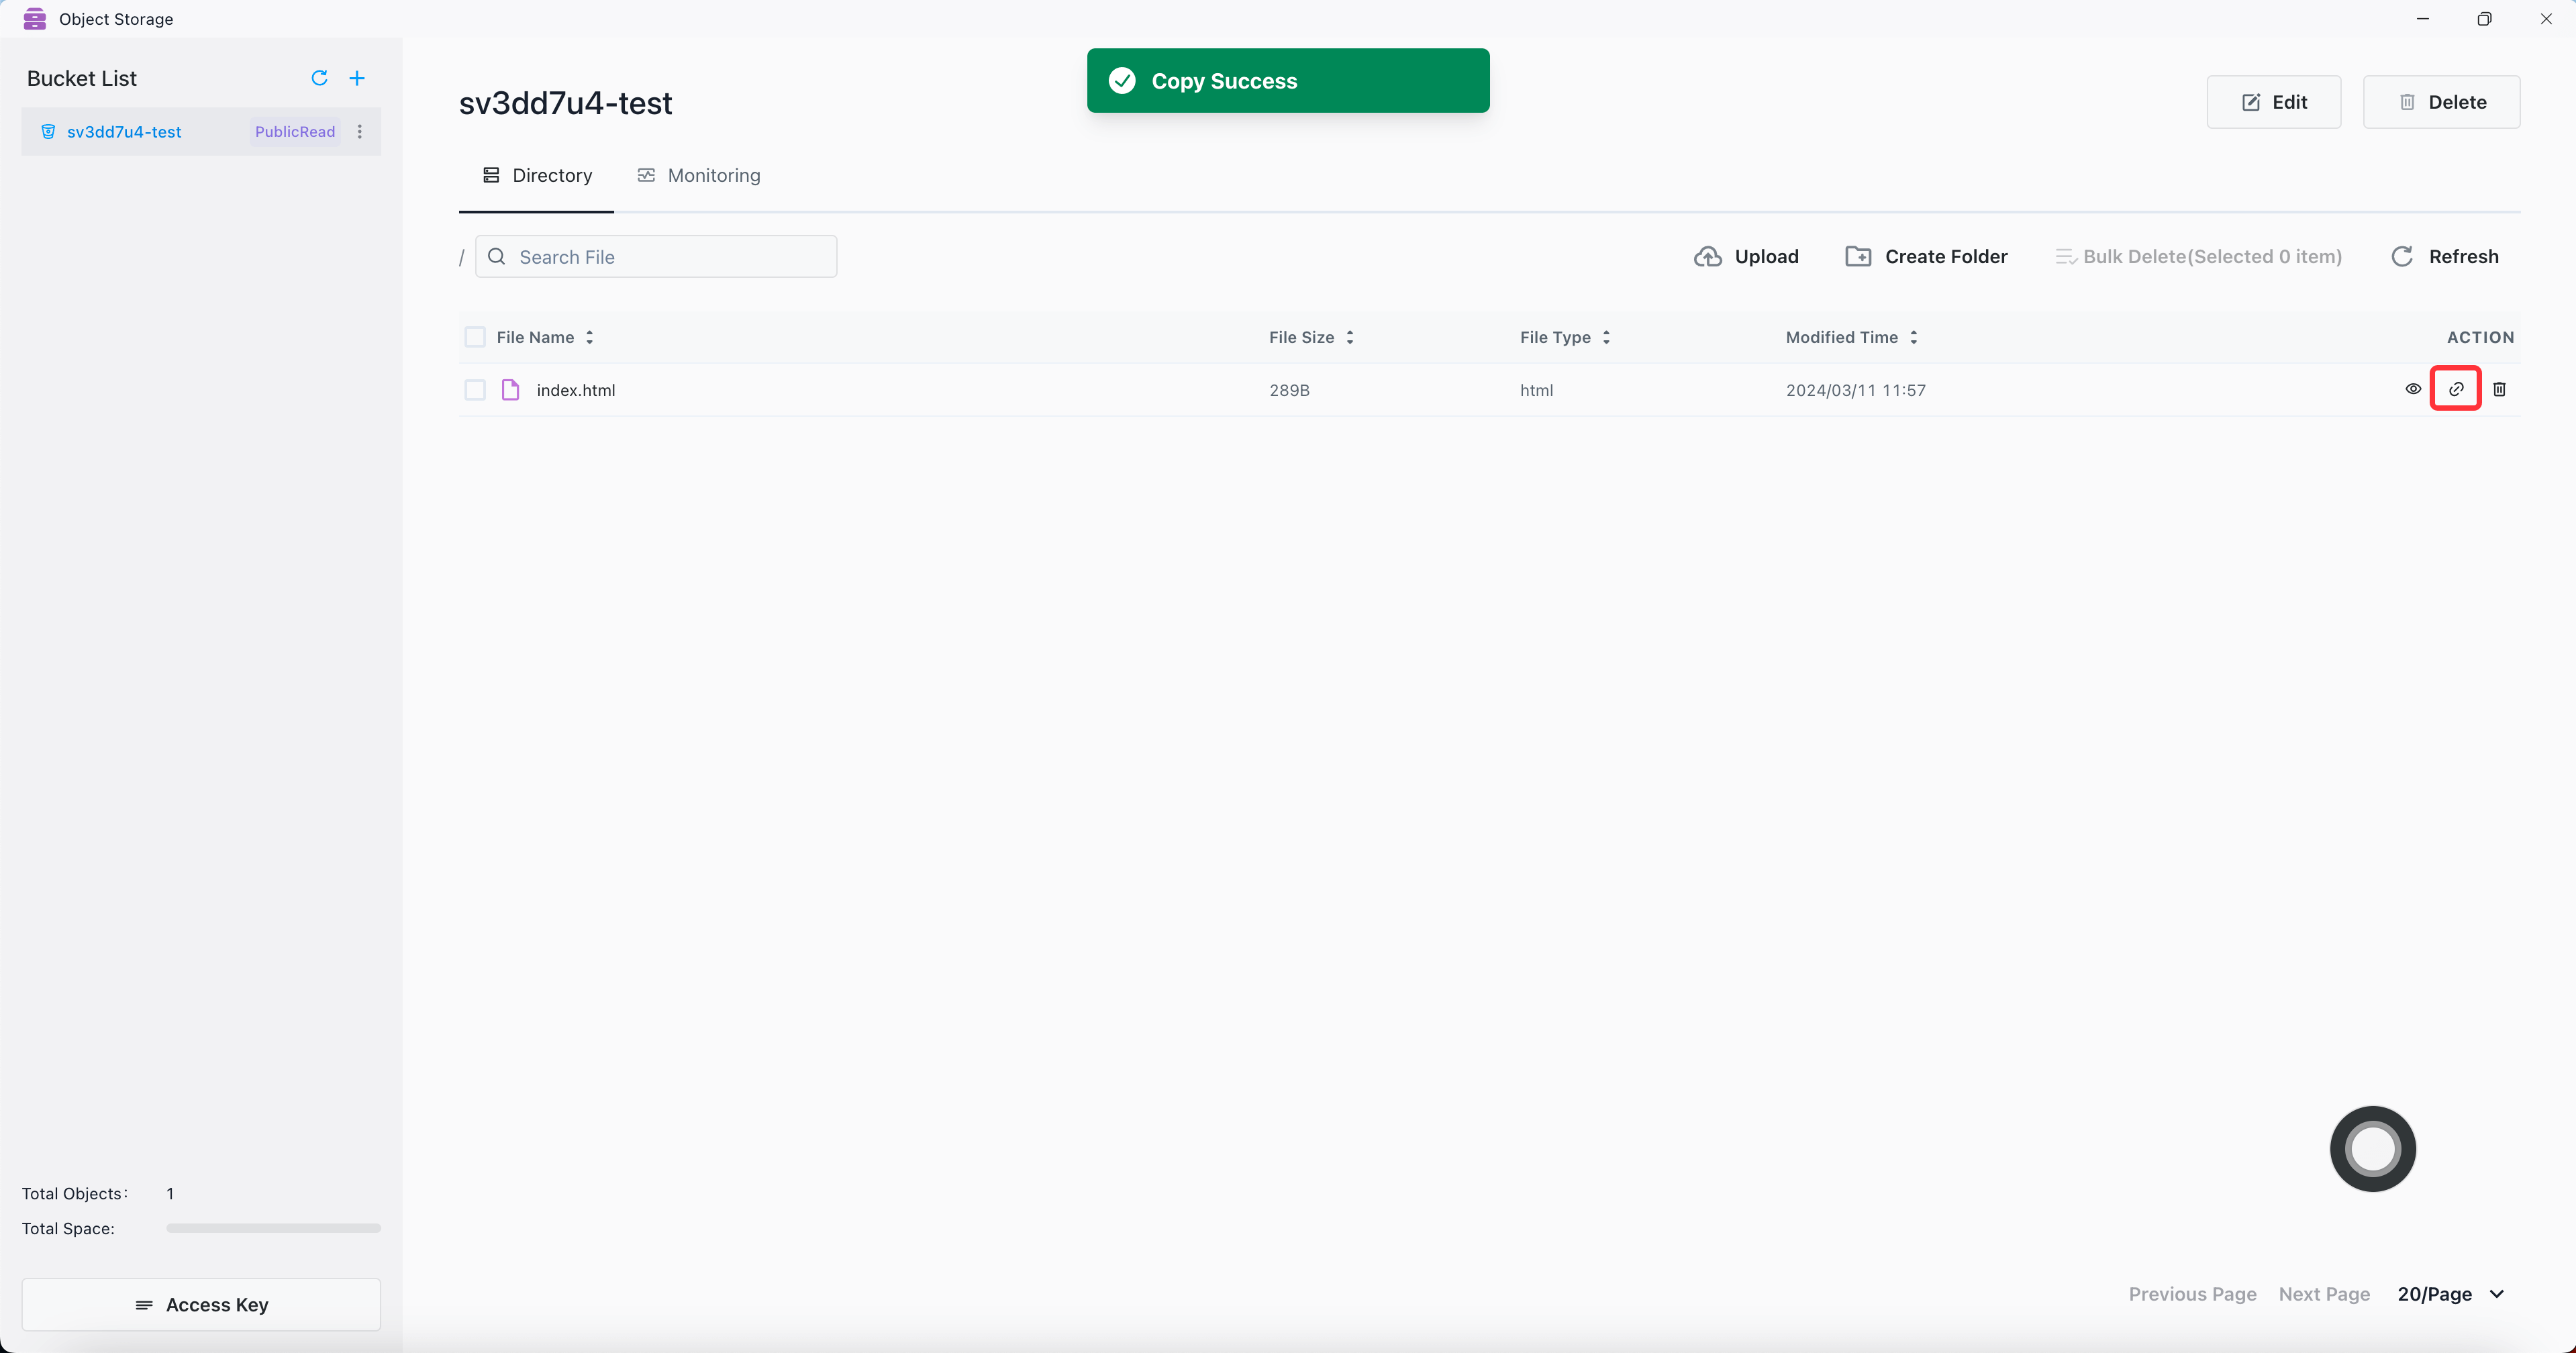 Object Storage
Bucket List
sv3dd7u4-test PublicRead
Copy Success
sv3dd7u4-test
Edit Delete
Directory Monitoring
/ Search File
Upload Create Folder Bulk Delete(Selected 0 item) Refresh
File Name File Size File Type Modified Time ACTION
index.html 289B html 2024/03/11 11:57
Total Objects: 1
Total Space:
Access Key
Previous Page Next Page 20/Page